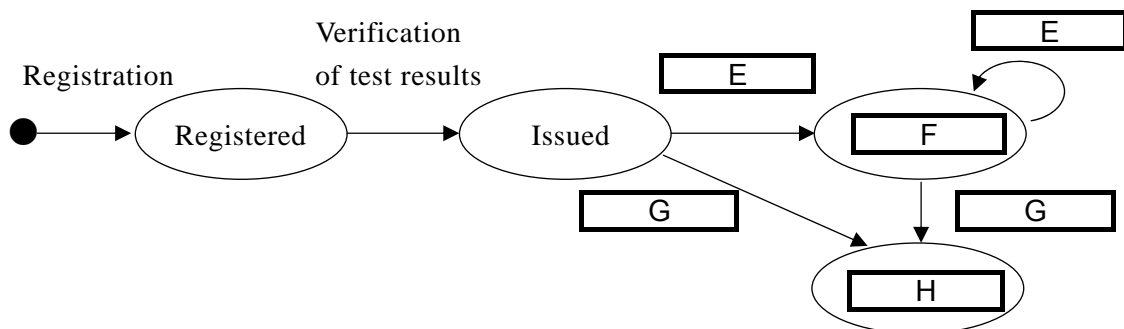 Verification
of test results
E
E
Registration
Registered
Issued
F
G
G
H